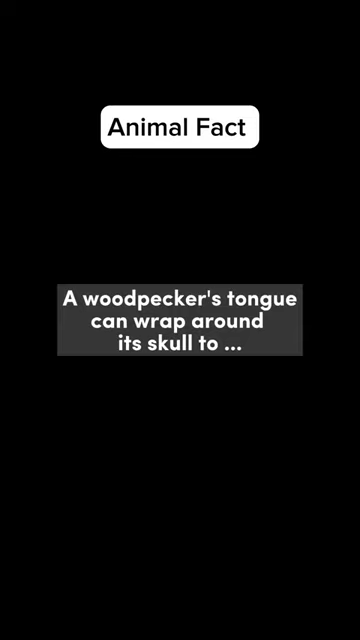 Animal Fact
A woodpecker's tongue
can wrap around
its skull to ...